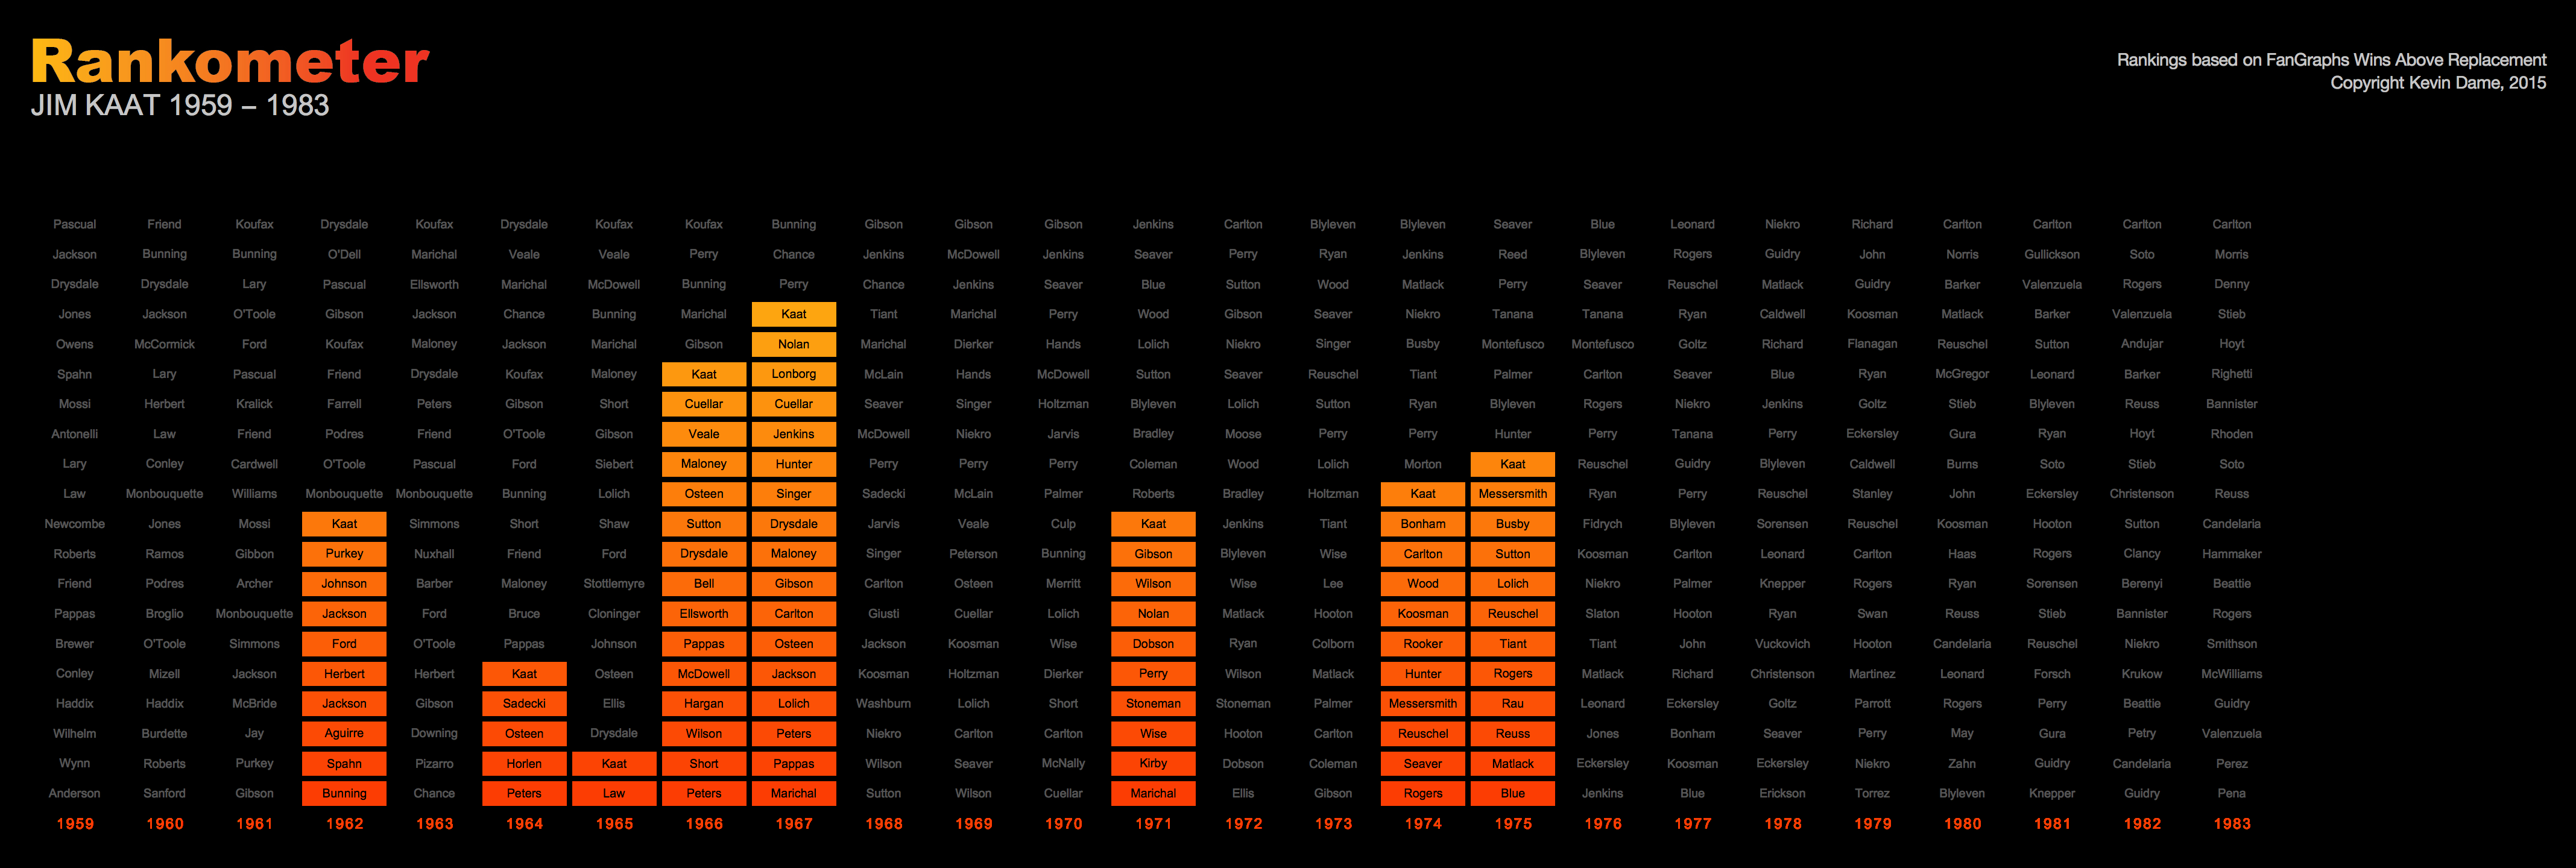 Rankometer
JIM KAAT 1959 – 1983
Rankings based on FanGraphs Wins Above Replacement
Copyright Kevin Dame, 2015
Pascual Friend Koufax Drysdale Koufax Drysdale Koufax Koufax Bunning Gibson Gibson Gibson Jenkins Carlton Blyleven Blyleven Seaver Blue Leonard Niekro Richard Carlton Carlton Carlton Carlton
Jackson Bunning Bunning O'Dell Marichal Veale Veale Perry Chance Jenkins McDowell Jenkins Seaver Perry Ryan Jenkins Reed Blyleven Rogers Guidry John Norris Gullickson Soto Morris
Drysdale Drysdale Lary Pascual Ellsworth Marichal McDowell Bunning Perry Chance Jenkins Seaver Blue Sutton Wood Matlack Perry Seaver Reuschel Matlack Guidry Barker Valenzuela Rogers Denny
Jones Jackson O'Toole Gibson Jackson Chance Bunning Marichal Kaat Tiant Marichal Perry Wood Gibson Seaver Niekro Tanana Tanana Ryan Caldwell Koosman Matlack Barker Valenzuela Stieb
Owens McCormick Ford Koufax Maloney Jackson Marichal Gibson Nolan Marichal Dierker Hands Lolich Niekro Singer Busby Montefusco Montefusco Goltz Richard Flanagan Reuschel Sutton Andujar Hoyt
Spahn Lary Pascual Friend Drysdale Koufax Maloney Kaat Lonborg McLain Hands McDowell Sutton Seaver Reuschel Tiant Palmer Carlton Seaver Blue Ryan McGregor Leonard Barker Righetti
Mossi Herbert Kralick Farrell Peters Gibson Short Cuellar Cuellar Seaver Singer Holtzman Blyleven Lolich Sutton Ryan Blyleven Rogers Niekro Jenkins Goltz Stieb Blyleven Reuss Bannister
Antonelli Law Friend Podres Friend O'Toole Gibson Veale Jenkins McDowell Niekro Jarvis Bradley Moose Perry Perry Hunter Perry Tanana Perry Eckersley Gura Ryan Hoyt Rhoden
Lary Conley Cardwell O'Toole Pascual Ford Siebert Maloney Hunter Perry Perry Perry Coleman Wood Lolich Morton Kaat Reuschel Guidry Blyleven Caldwell Burns Soto Stieb Soto
Law Monbouquette Williams Monbouquette Monbouquette Bunning Lolich Osteen Singer Sadecki McLain Palmer Roberts Bradley Holtzman Kaat Messersmith Ryan Perry Reuschel Stanley John Eckersley Christenson Reuss
Newcombe Jones Mossi Kaat Simmons Short Shaw Sutton Drysdale Jarvis Veale Culp Kaat Jenkins Tiant Bonham Busby Fidrych Blyleven Sorensen Reuschel Koosman Hooton Sutton Candelaria
Roberts Ramos Gibbon Purkey Nuxhall Friend Ford Drysdale Maloney Singer Peterson Bunning Gibson Blyleven Wise Carlton Sutton Koosman Carlton Leonard Carlton Haas Rogers Clancy Hammaker
Friend Podres Archer Johnson Barber Maloney Stottlemyre Bell Gibson Carlton Osteen Merritt Wilson Wise Lee Wood Lolich Niekro Palmer Knepper Rogers Ryan Sorensen Berenyi Beattie
Pappas Broglio Monbouquette Jackson Ford Bruce Cloninger Ellsworth Carlton Giusti Cuellar Lolich Nolan Matlack Hooton Koosman Reuschel Slaton Hooton Ryan Swan Reuss Stieb Bannister Rogers
Brewer O'Toole Simmons Ford O'Toole Pappas Johnson Pappas Osteen Jackson Koosman Wise Dobson Ryan Colborn Rooker Tiant Tiant John Vuckovich Hooton Candelaria Reuschel Niekro Smithson
Conley Mizell Jackson Herbert Herbert Kaat Osteen McDowell Jackson Koosman Holtzman Dierker Perry Wilson Matlack Hunter Rogers Matlack Richard Christenson Martinez Leonard Forsch Krukow McWilliams
Haddix Haddix McBride Jackson Gibson Sadecki Ellis Hargan Lolich Washburn Lolich Short Stoneman Stoneman Palmer Messersmith Rau Leonard Eckersley Goltz Parrott Rogers Perry Beattie Guidry
Wilhelm Burdette Jay Aguirre Downing Osteen Drysdale Wilson Peters Niekro Carlton Carlton Wise Hooton Carlton Reuschel Reuss Jones Bonham Seaver Perry May Gura Petry Valenzuela
Wynn Roberts Purkey Spahn Pizarro Horlen Kaat Short Pappas Wilson Seaver McNally Kirby Dobson Coleman Seaver Matlack Eckersley Koosman Eckersley Niekro Zahn Guidry Candelaria Perez
Anderson Sanford Gibson Bunning Chance Peters Law Peters Marichal Sutton Wilson Cuellar Marichal Ellis Gibson Rogers Blue Jenkins Blue Erickson Torrez Blyleven Knepper Guidry Pena
1959 1960 1961 1962 1963 1964 1965 1966 1967 1968 1969 1970 1971 1972 1973 1974 1975 1976 1977 1978 1979 1980 1981 1982 1983